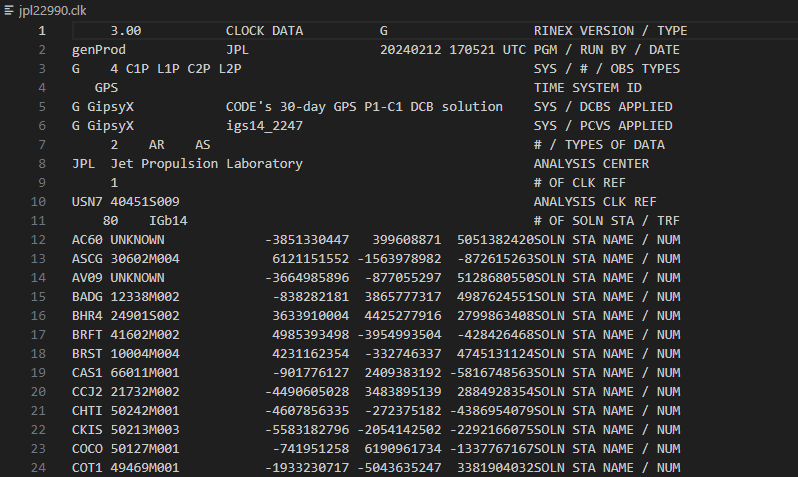 jpl22990.clk
1 3.00 CLOCK DATA G RINEX VERSION / TYPE
2 genProd JPL 20240212 170521 UTC PGM / RUN BY / DATE
3 G 4 C1P L1P C2P L2P SYS / # / OBS TYPES
4 GPS TIME SYSTEM ID
5 G GipsyX CODE's 30-day GPS P1-C1 DCB solution SYS / DCBS APPLIED
6 G GipsyX igs14_2247 SYS / PCVS APPLIED
7 2 AR AS # / TYPES OF DATA
8 JPL Jet Propulsion Laboratory ANALYSIS CENTER
9 1 # OF CLK REF
10 USN7 40451S009 ANALYSIS CLK REF
11 80 IGb14 # OF SOLN STA / TRF
12 AC60 UNKNOWN -3851330447 399608871 5051382420SOLN STA NAME / NUM
13 ASCG 30602M004 6121151552 -1563978982 -872615263SOLN STA NAME / NUM
14 AV09 UNKNOWN -3664985896 -877055297 5128680550SOLN STA NAME / NUM
15 BADG 12338M002 -838282181 3865777317 4987624551SOLN STA NAME / NUM
16 BHR4 24901S002 3633910004 4425277916 2799863408SOLN STA NAME / NUM
17 BRFT 41602M002 4985393498 -3954993504 -428426468SOLN STA NAME / NUM
18 BRST 10004M004 4231162354 -332746337 4745131124SOLN STA NAME / NUM
19 CAS1 66011M001 -901776127 2409383192 -5816748563SOLN STA NAME / NUM
20 CCJ2 21732M002 -4490605028 3483895139 2884928354SOLN STA NAME / NUM
21 CHTI 50242M001 -4607856335 -272375182 -4386954079SOLN STA NAME / NUM
22 CKIS 50213M003 -5583182796 -2054142502 -2292166075SOLN STA NAME / NUM
23 COCO 50127M001 -741951258 6190961734 -1337767167SOLN STA NAME / NUM
24 COT1 49469M001 -1933230717 -5043635247 3381904032SOLN STA NAME / NUM